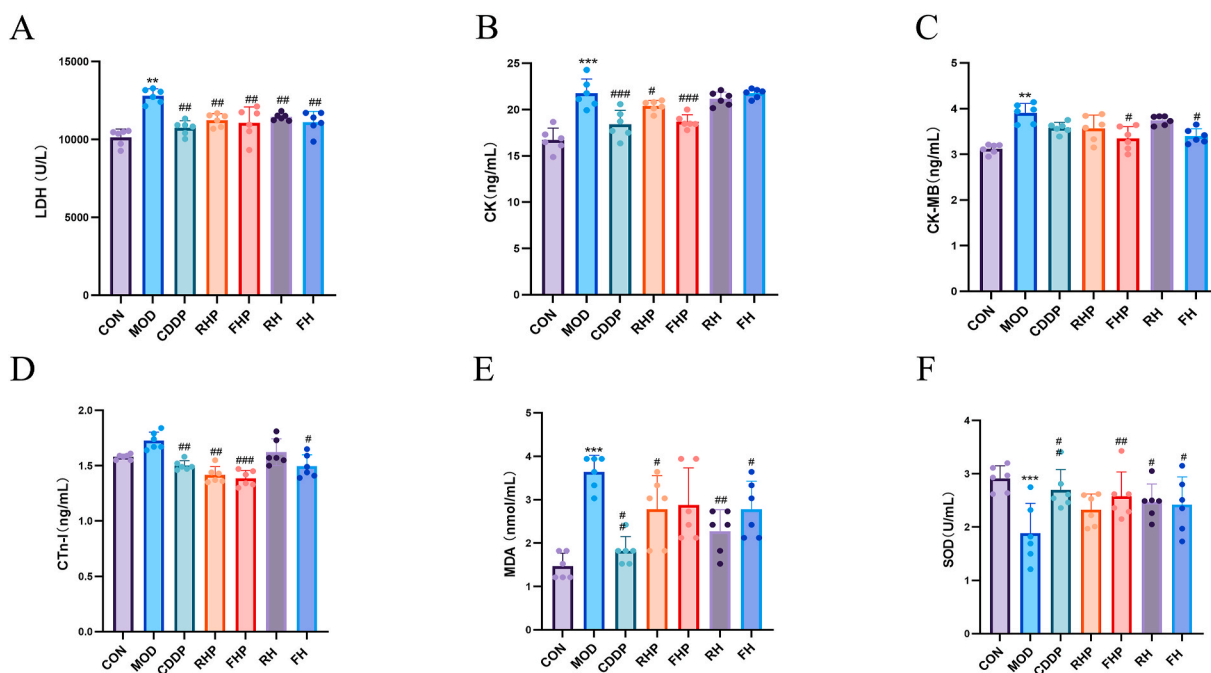 A
LDH (U/L)
15000
10000
5000
0
**
##
##
##
##
##
CON
MOD
CDDP
RHP
FHP
RH
FH
B
CK(ng/mL)
25
20
15
10
5
0
***
###
#
###
CON
MOD
CDDP
RHP
FHP
RH
FH
C
CK-MB(ng/mL)
5
4
3
2
1
0
**
#
#
CON
MOD
CDDP
RHP
FHP
RH
FH
D
CTn-I(ng/mL)
2.0
1.5
1.0
0.5
0.0
##
##
###
#
CON
MOD
CDDP
RHP
FHP
RH
FH
E
MDA (nmol/mL)
5
4
3
2
1
0
***
#
#
#
##
#
CON
MOD
CDDP
RHP
FHP
RH
FH
F
SOD(U/mL)
4
3
2
1
0
***
#
#
##
#
#
CON
MOD
CDDP
RHP
FHP
RH
FH